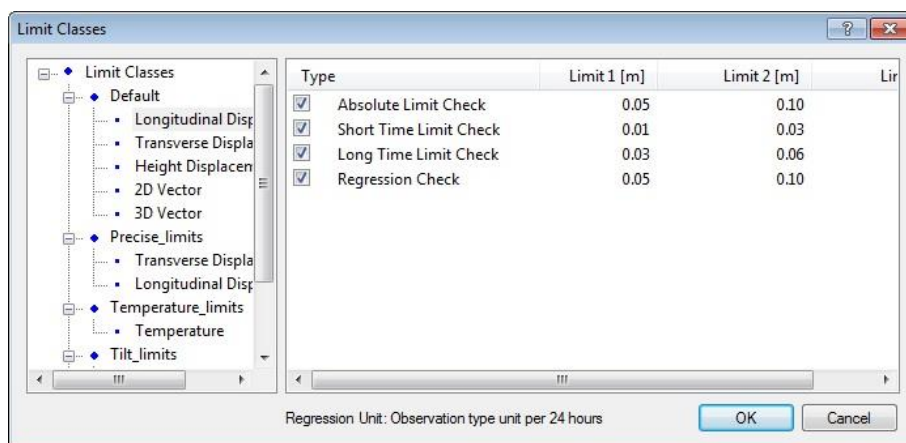 Limit Classes
Limit Classes
Default
Longitudinal Disp
Transverse Displa
Height Displacem
2D Vector
3D Vector
Precise_limits
Transverse Displa
Longitudinal Disp
Temperature_limits
Temperature
Tilt_limits
Type Limit 1 [m] Limit 2 [m] Lir
Absolute Limit Check 0.05 0.10
Short Time Limit Check 0.01 0.03
Long Time Limit Check 0.03 0.06
Regression Check 0.05 0.10
Regression Unit: Observation type unit per 24 hours
OK Cancel